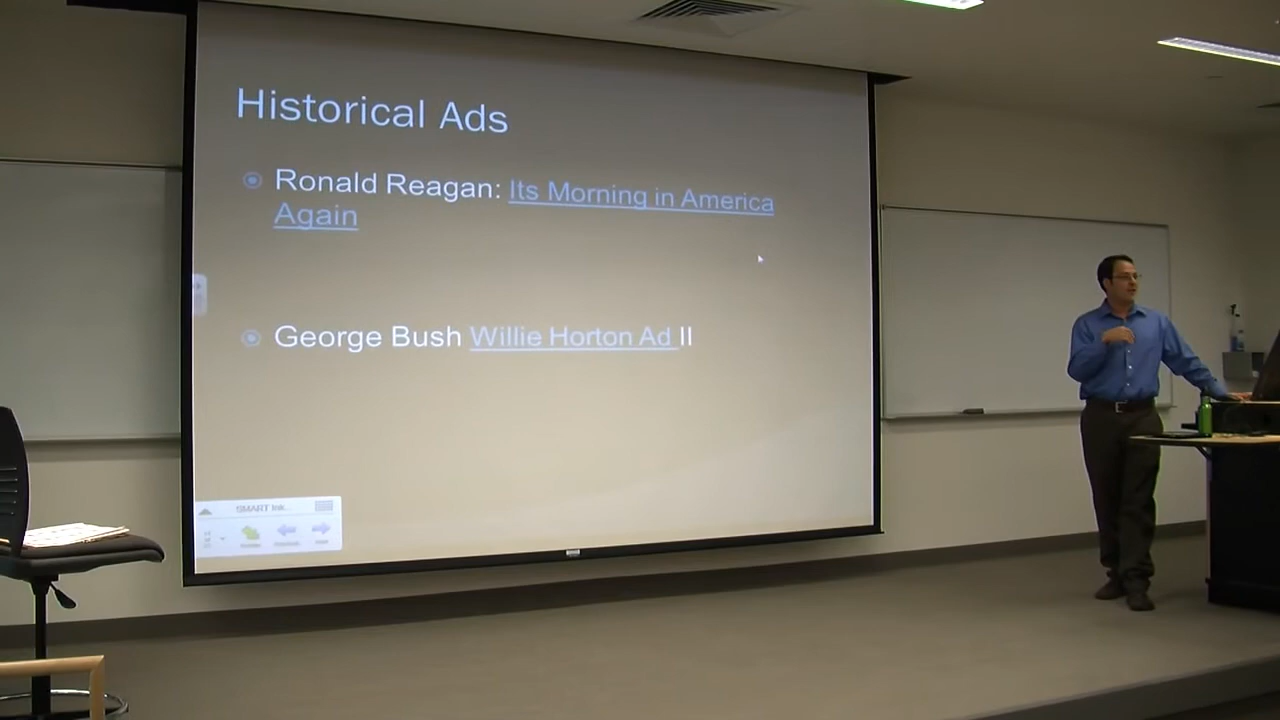 Historical Ads
Ronald Reagan: Its Morning in America
Again
George Bush Willie Horton Ad II
SMART Ink